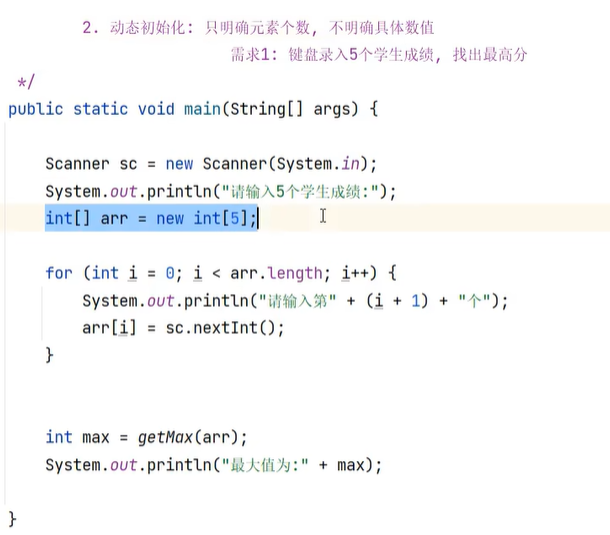 2. 动态初始化: 只明确元素个数, 不明确具体数值
需求1: 键盘录入5个学生成绩, 找出最高分
*/
public static void main(String[] args) {
Scanner sc = new Scanner(System.in);
System.out.println("请输入5个学生成绩:");
int[] arr = new int[5];
for (int i = 0; i < arr.length; i++) {
System.out.println("请输入第" + (i + 1) + "个");
arr[i] = sc.nextInt();
}
int max = getMax(arr);
System.out.println("最大值为:" + max);
}